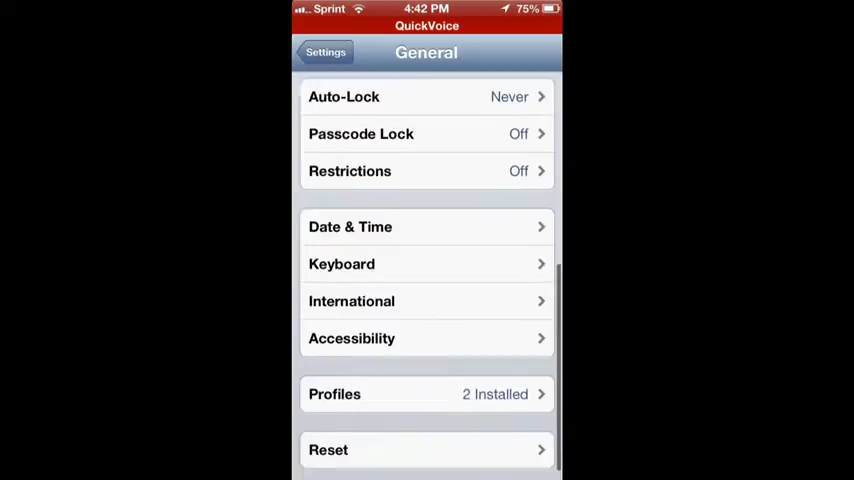 Sprint 4:42 PM 75%
QuickVoice
Settings General
Auto-Lock Never
Passcode Lock Off
Restrictions Off
Date & Time
Keyboard
International
Accessibility
Profiles 2 Installed
Reset